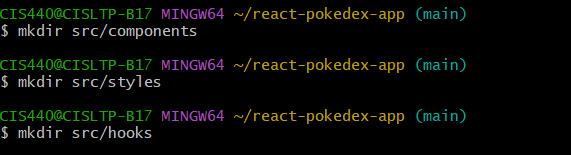 CIS440@CISLTP-B17 MINGW64 ~/react-pokedex-app (main)
$ mkdir src/components
CIS440@CISLTP-B17 MINGW64 ~/react-pokedex-app (main)
$ mkdir src/styles
CIS440@CISLTP-B17 MINGW64 ~/react-pokedex-app (main)
$ mkdir src/hooks